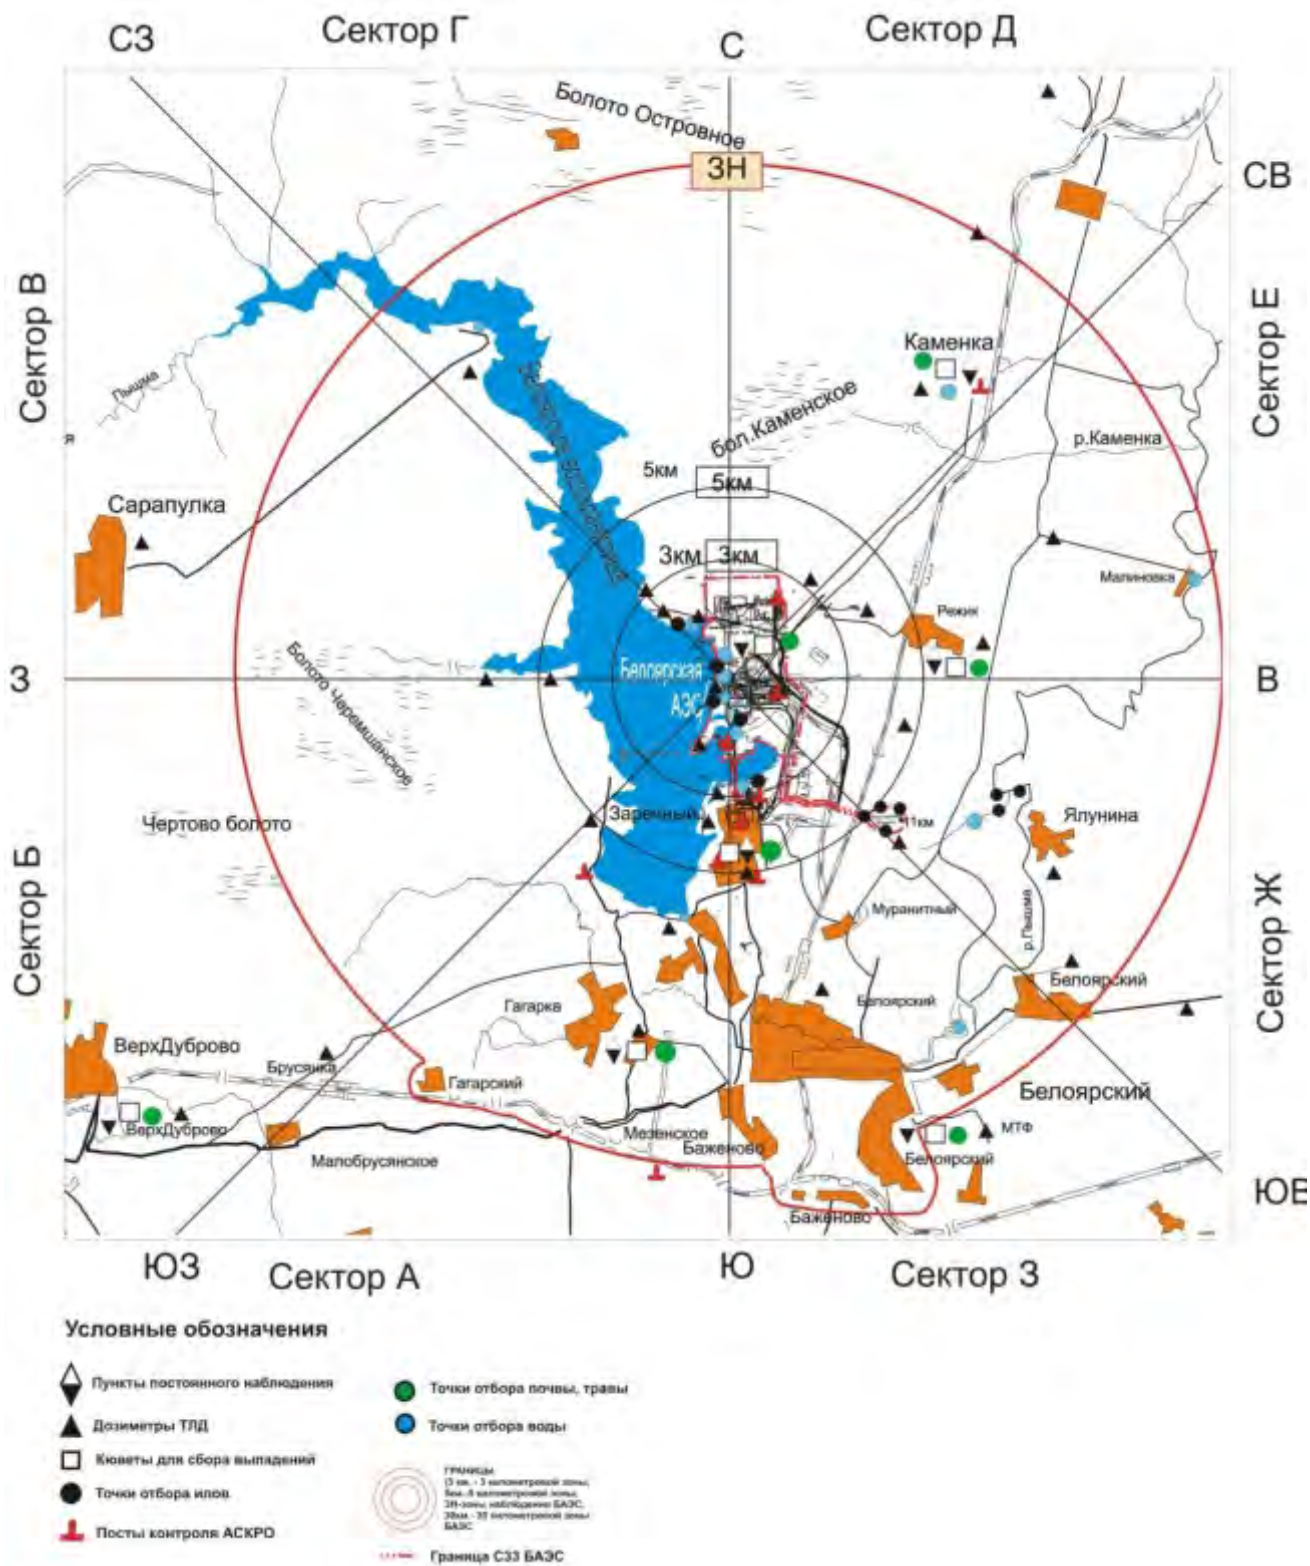 СЗ
Сектор Г
С
Сектор Д
Болото Островное
ЗН
СВ
Сектор В
Сектор Е
Пышма
Каменка
бол.Каменское
р.Каменка
5км
5км
Сарапулка
3км
3км
Малиновка
Режик
З
Болото Черемшанское
Белоярская
АЭС
В
Чертово болото
Заречный
11км
Ялунина
Сектор Б
Муранитный
р.Пышма
Сектор Ж
Гагарка
Белоярский
Белоярский
ВерхДуброво
Брусянка
Гагарский
Белоярский
ВерхДуброво
Малобрусянское
Мезенское
Баженово
Белоярский
МТФ
Баженово
ЮВ
ЮЗ
Сектор А
Ю
Сектор З
Условные обозначения
Пункты постоянного наблюдения
Дозиметры ТЛД
Кюветы для сбора выпадений
Точки отбора илов
Посты контроля АСКРО
Точки отбора почвы, травы
Точки отбора воды
ГРАНИЦЫ
Граница СЗЗ БАЭС